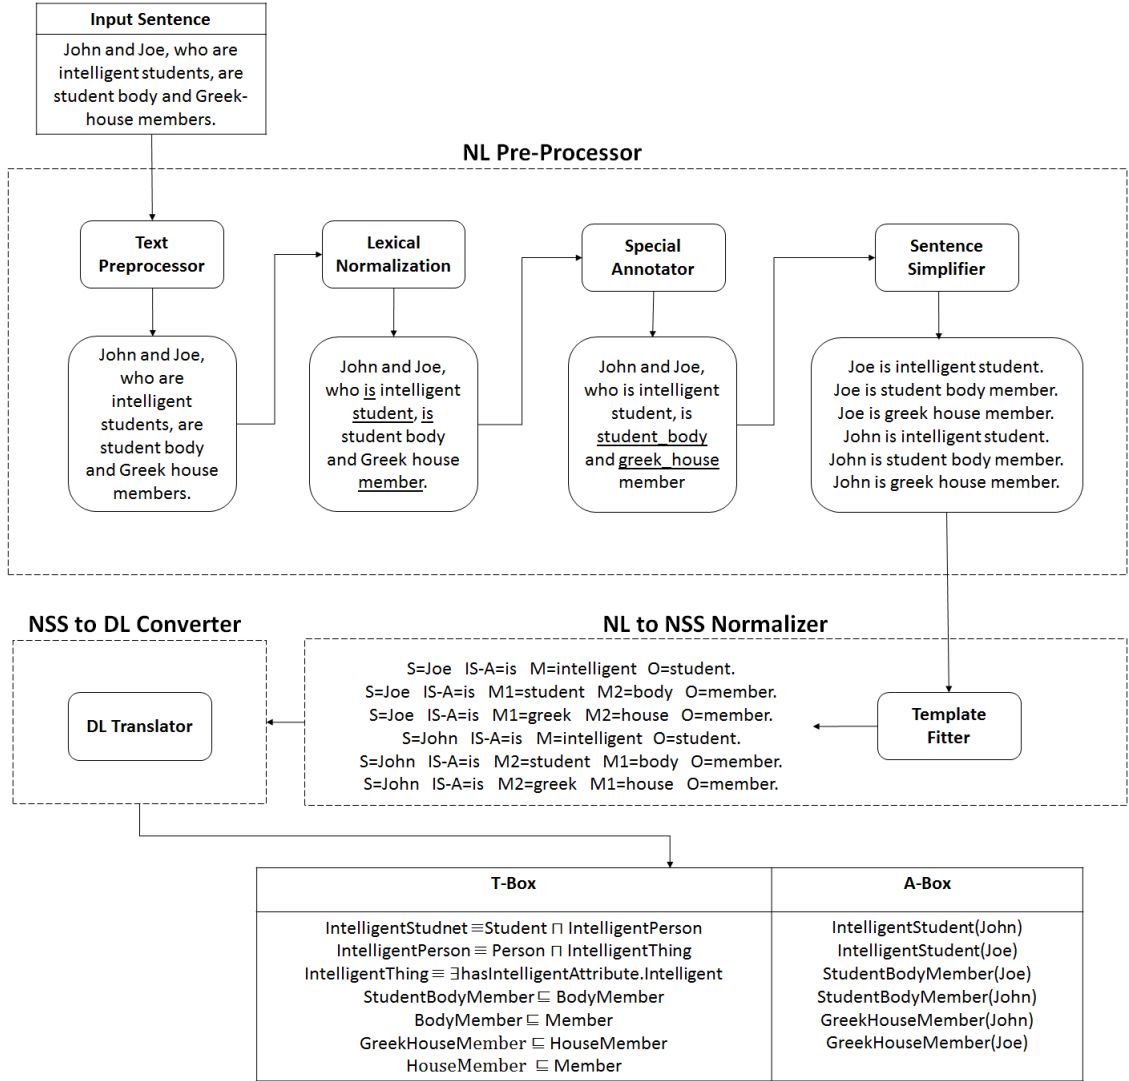 Input Sentence
John and Joe, who are
intelligent students, are
student body and Greek-
house members.
NL Pre-Processor
Text
Preprocessor
Lexical
Normalization
Special
Annotator
Sentence
Simplifier
John and Joe,
who are
intelligent
students, are
student body
and Greek house
members.
John and Joe,
who is intelligent
student, is
student body
and Greek house
member.
John and Joe,
who is intelligent
student, is
student_body
and greek_house
member
Joe is intelligent student.
Joe is student body member.
Joe is greek house member.
John is intelligent student.
John is student body member.
John is greek house member.
NSS to DL Converter
DL Translator
NL to NSS Normalizer
S=Joe IS-A=is M=intelligent O=student.
S=Joe IS-A=is M1=student M2=body O=member.
S=Joe IS-A=is M1=greek M2=house O=member.
S=John IS-A=is M=intelligent O=student.
S=John IS-A=is M2=student M1=body O=member.
S=John IS-A=is M2=greek M1=house O=member.
Template
Fitter
T-Box
IntelligentStudnet ≡Student ⊓ IntelligentPerson
IntelligentPerson ≡ Person ⊓ IntelligentThing
IntelligentThing ≡ ∃hasIntelligentAttribute.Intelligent
StudentBodyMember ⊑ BodyMember
BodyMember ⊑ Member
GreekHouseMember ⊑ HouseMember
HouseMember ⊑ Member
A-Box
IntelligentStudent(John)
IntelligentStudent(Joe)
StudentBodyMember(Joe)
StudentBodyMember(John)
GreekHouseMember(John)
GreekHouseMember(Joe)